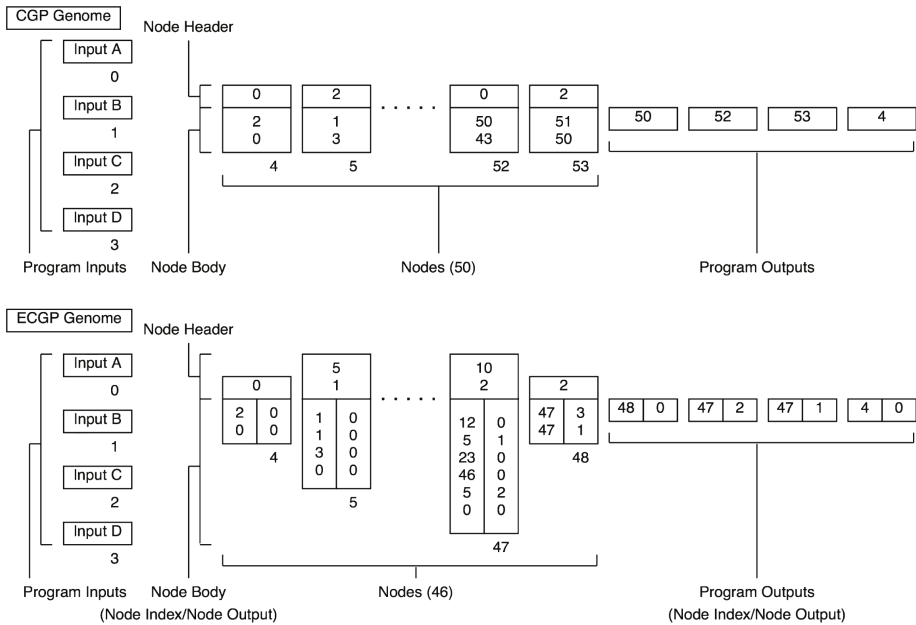 CGP Genome
Node Header
Input A
0
Input B
1
Input C
2
Input D
3
0
2
0
4
2
1
3
5
. . . . .
0
50
43
52
2
51
50
53
50
52
53
4
Program Inputs
Node Body
Nodes (50)
Program Outputs
ECGP Genome
Node Header
Input A
0
Input B
1
Input C
2
Input D
3
0
2 0
0 0
4
5
1
1 0
1 0
3 0
0 0
5
. . . . .
10
2
12 0
5 1
23 0
46 0
5 2
0 0
47
2
47 3
47 1
48
48 0
47 2
47 1
4 0
Program Inputs
Node Body
(Node Index/Node Output)
Nodes (46)
Program Outputs
(Node Index/Node Output)